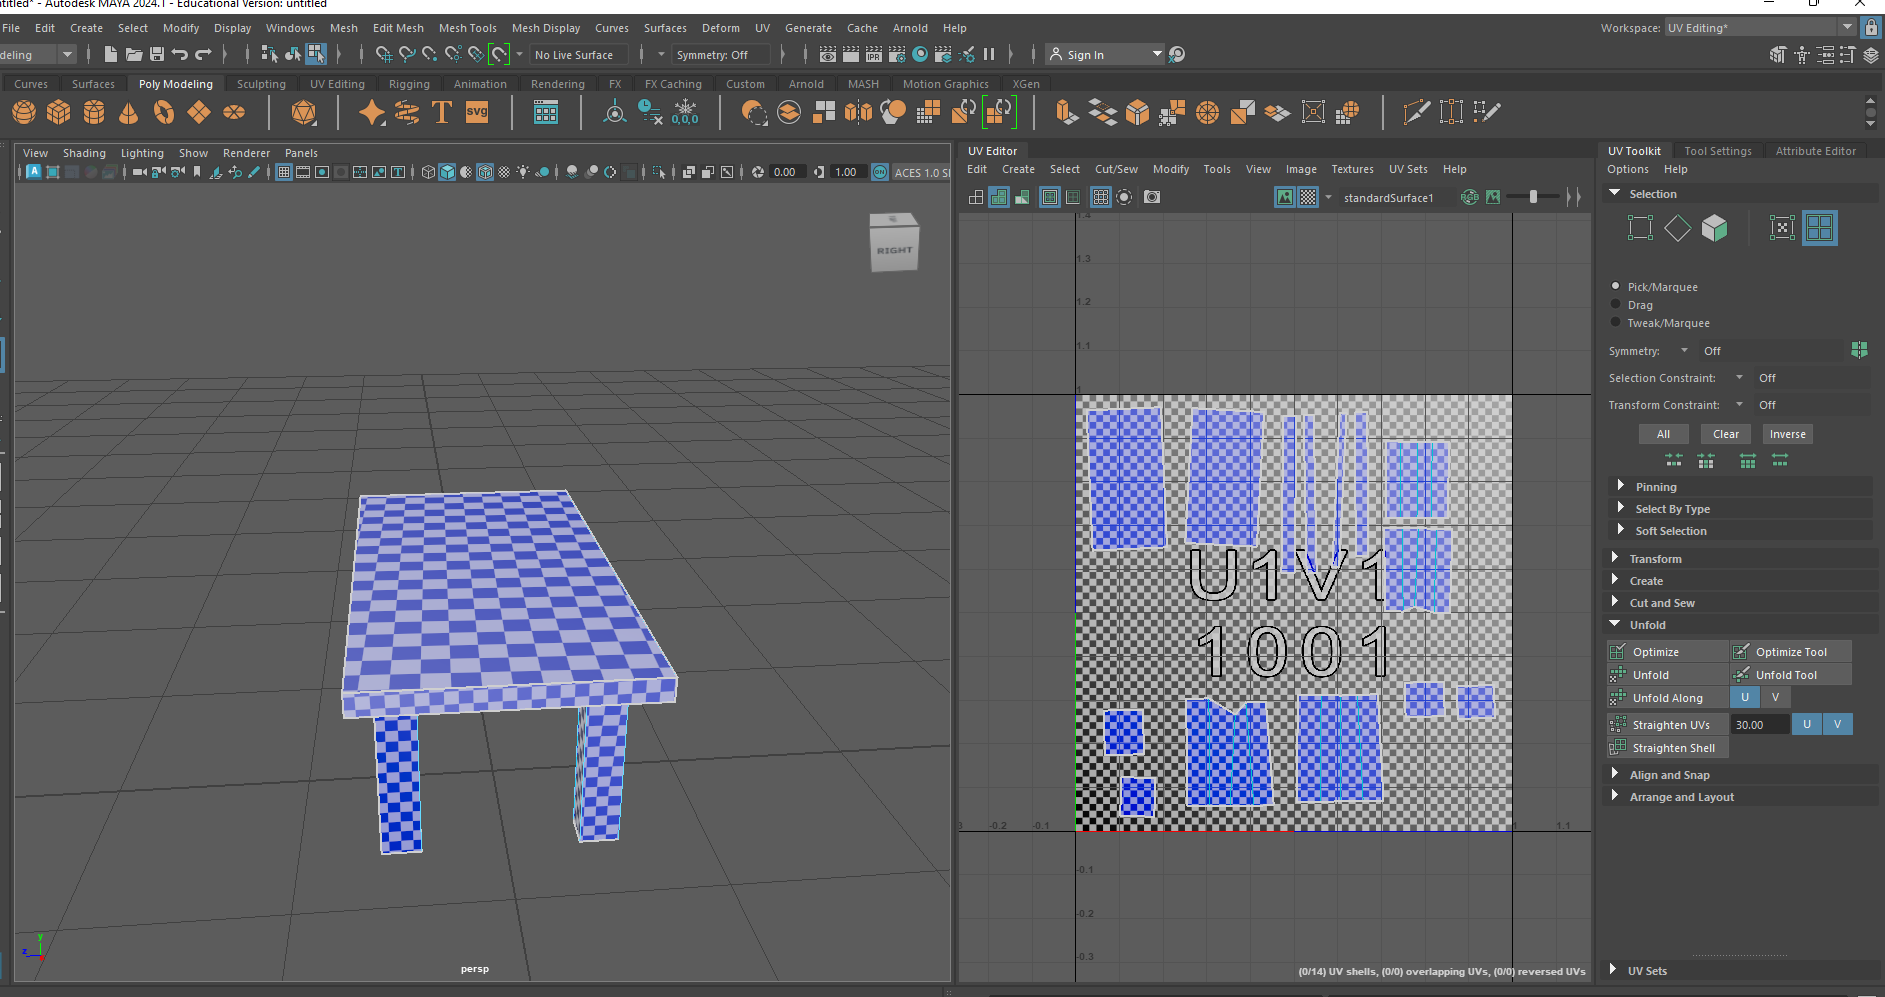 ntitled* - Autodesk MAYA 2024.1 - Educational Version: untitled
File Edit Create Select Modify Display Windows Mesh Edit Mesh Mesh Tools Mesh Display Curves Surfaces Deform UV Generate Cache Arnold Help Workspace: UV Editing*
deling No Live Surface Symmetry: Off Sign In
Curves Surfaces Poly Modeling Sculpting UV Editing Rigging Animation Rendering FX FX Caching Custom Arnold MASH Motion Graphics XGen
T SVG 0,0,0
View Shading Lighting Show Renderer Panels
0.00 1.00 ON ACES 1.0 S
RIGHT
persp
y
z
UV Editor
Edit Create Select Cut/Sew Modify Tools View Image Textures UV Sets Help
standardSurface1 RGB
1.4
1.3
1.2
1.1
1
U1V1
1001
-0.2 -0.1 1 1.1
-0.1
-0.2
-0.3
(0/14) UV shells, (0/0) overlapping UVs, (0/0) reversed UVs
UV Toolkit Tool Settings Attribute Editor
Options Help
Selection
Pick/Marquee
Drag
Tweak/Marquee
Symmetry: Off
Selection Constraint: Off
Transform Constraint: Off
All Clear Inverse
Pinning
Select By Type
Soft Selection
Transform
Create
Cut and Sew
Unfold
Optimize Optimize Tool
Unfold Unfold Tool
Unfold Along U V
Straighten UVs 30.00 U V
Straighten Shell
Align and Snap
Arrange and Layout
UV Sets